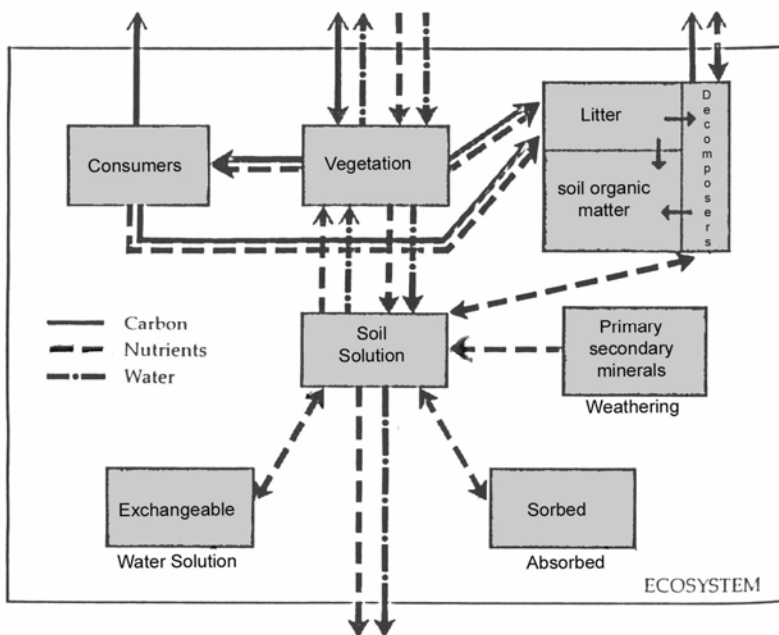 Consumers
Vegetation
Litter
soil organic
matter
Decomposers
Carbon
Nutrients
Water
Soil
Solution
Primary
secondary
minerals
Weathering
Exchangeable
Water Solution
Sorbed
Absorbed
ECOSYSTEM